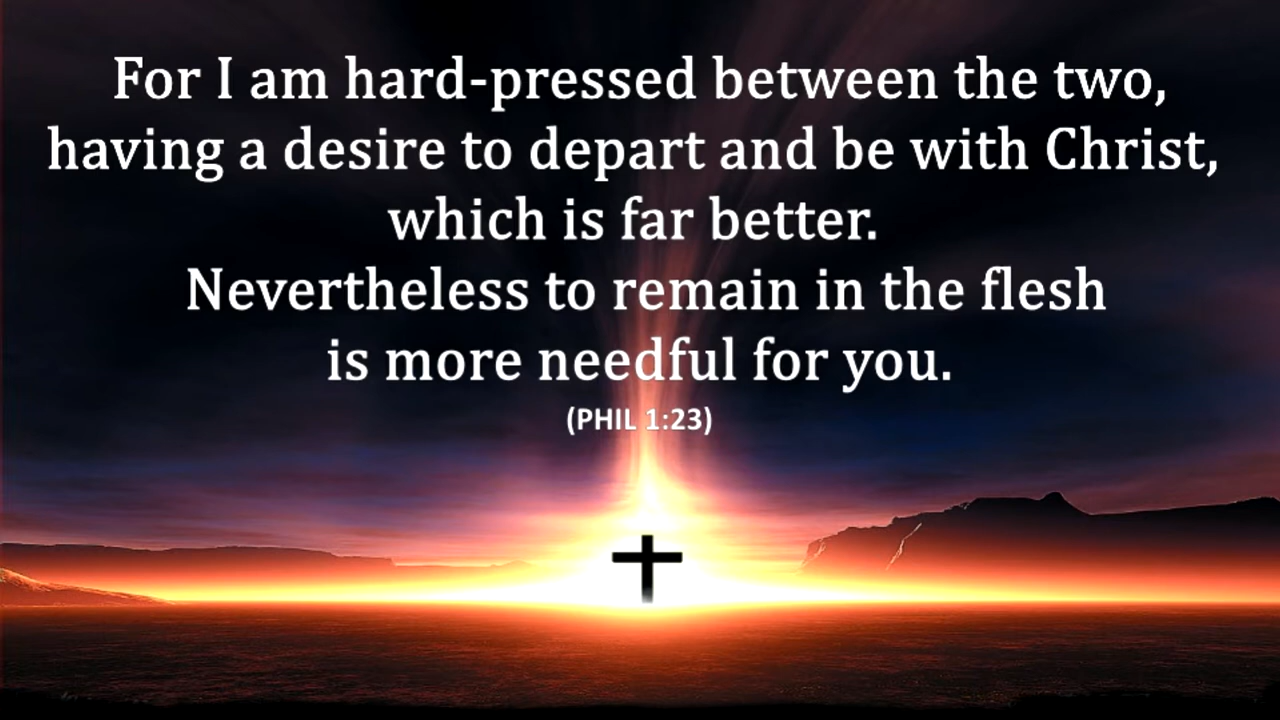 For I am hard-pressed between the two,
having a desire to depart and be with Christ,
which is far better.
Nevertheless to remain in the flesh
is more needful for you.
(PHIL 1:23)